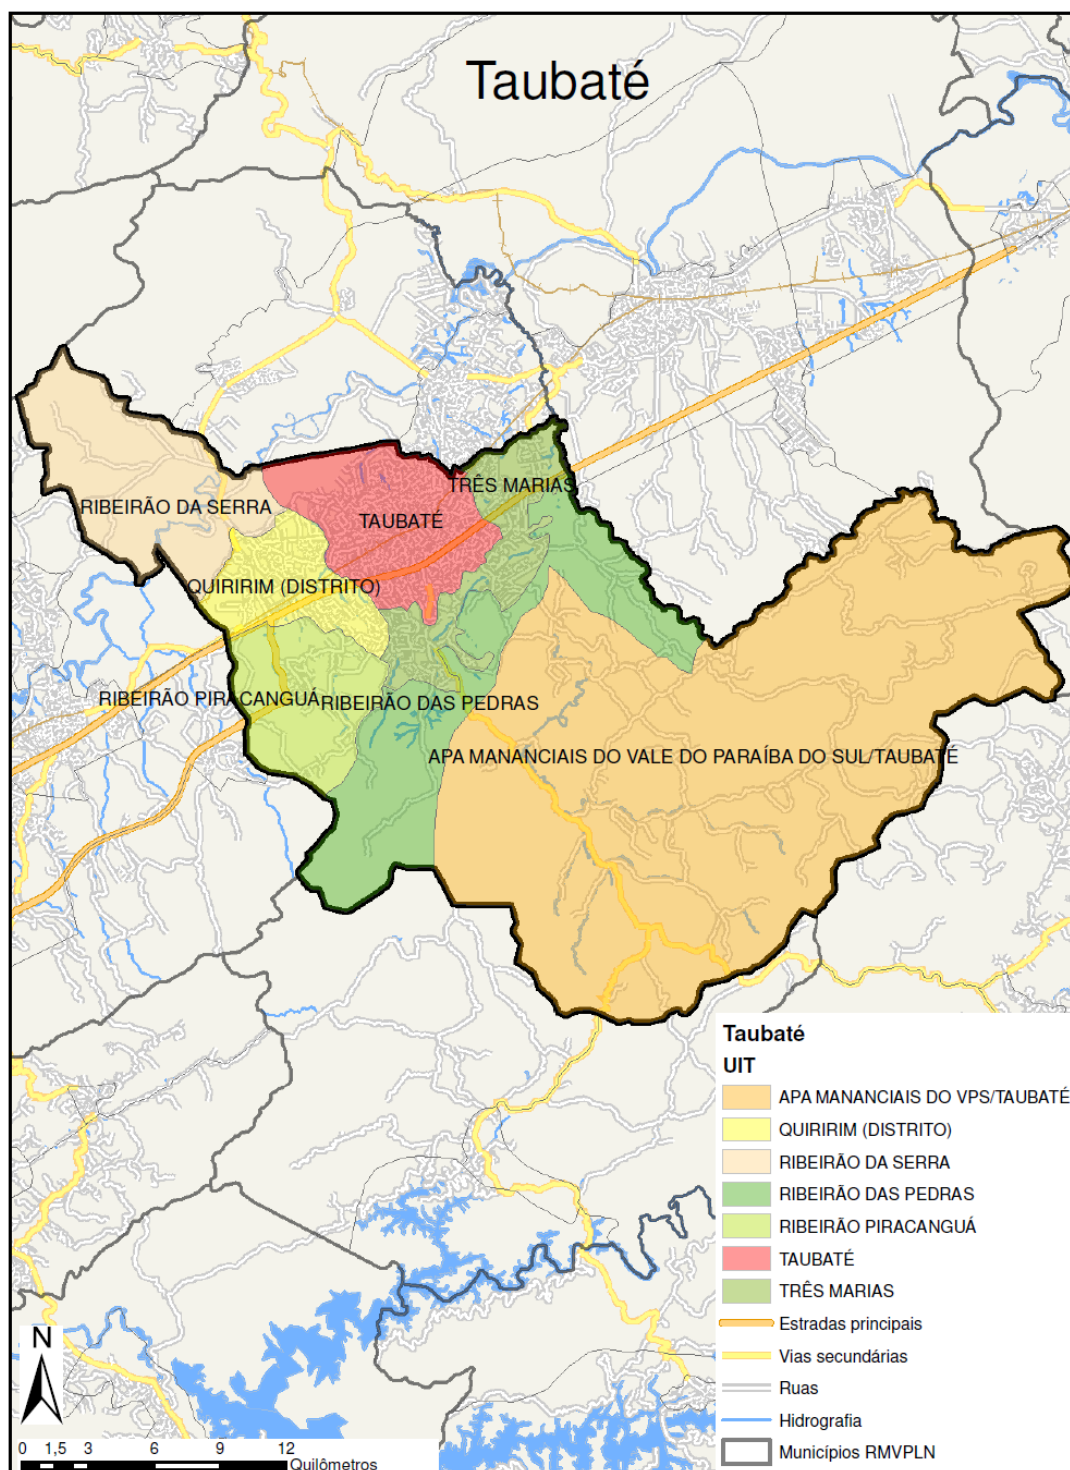 Taubaté
TRÊS MARIAS
RIBEIRÃO DA SERRA
TAUBATÉ
QUIRIRIM (DISTRITO)
RIBEIRÃO PIRACANGUÁ
RIBEIRÃO DAS PEDRAS
APA MANANCIAIS DO VALE DO PARAÍBA DO SUL/TAUBATÉ
Taubaté
UIT
APA MANANCIAIS DO VPS/TAUBATÉ
QUIRIRIM (DISTRITO)
RIBEIRÃO DA SERRA
RIBEIRÃO DAS PEDRAS
RIBEIRÃO PIRACANGUÁ
TAUBATÉ
TRÊS MARIAS
Estradas principais
Vias secundárias
Ruas
Hidrografia
Municípios RMVPLN
N
0 1,5 3 6 9 12
Quilômetros